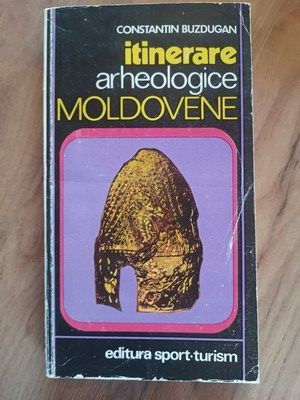 CONSTANTIN BUZDUGAN
itinerare
arheologice
MOLDOVENE
editura sport-turism